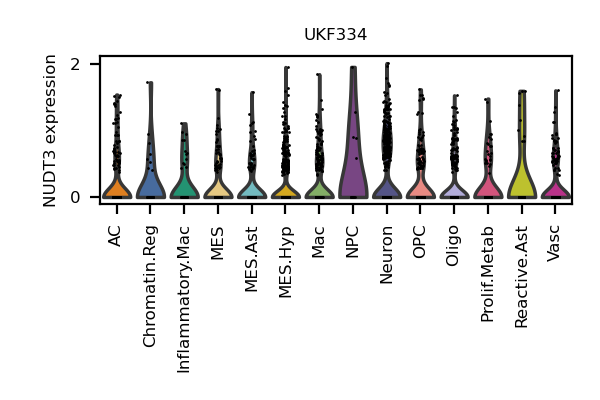 UKF334
NUDT3 expression
2
0
AC
Chromatin.Reg
Inflammatory.Mac
MES
MES.Ast
MES.Hyp
Mac
NPC
Neuron
OPC
Oligo
Prolif.Metab
Reactive.Ast
Vasc